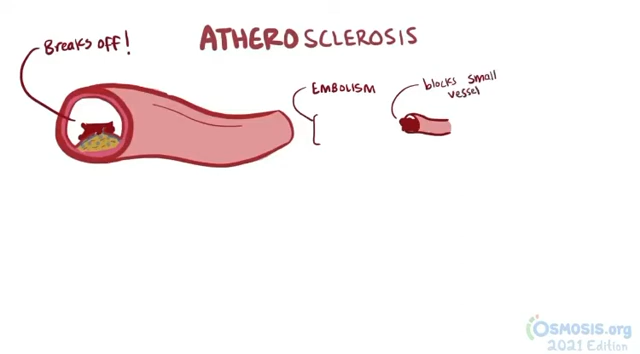 ATHEROSCLEROSIS
Breaks off!
EMBOLISM
blocks small
vessel
OSMOSIS.org
2021 Edition